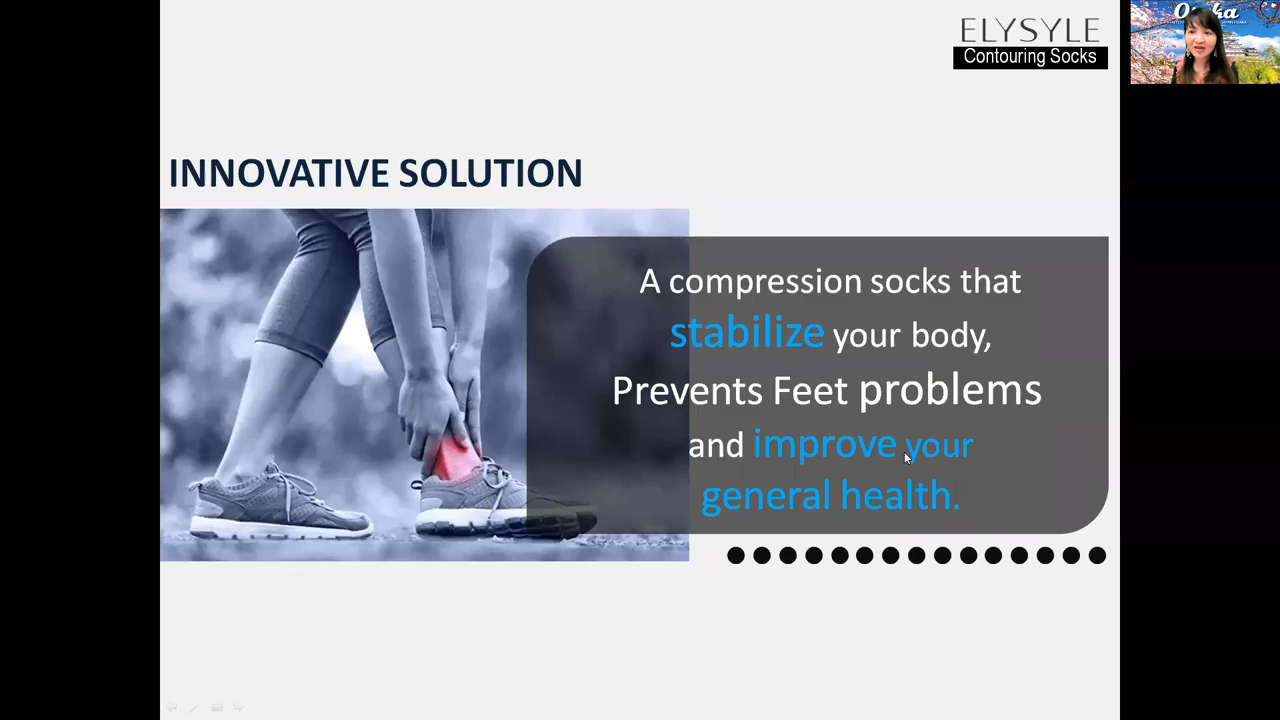 ELYSYLE
Contouring Socks
INNOVATIVE SOLUTION
A compression socks that
stabilize your body,
Prevents Feet problems
and improve your
general health.